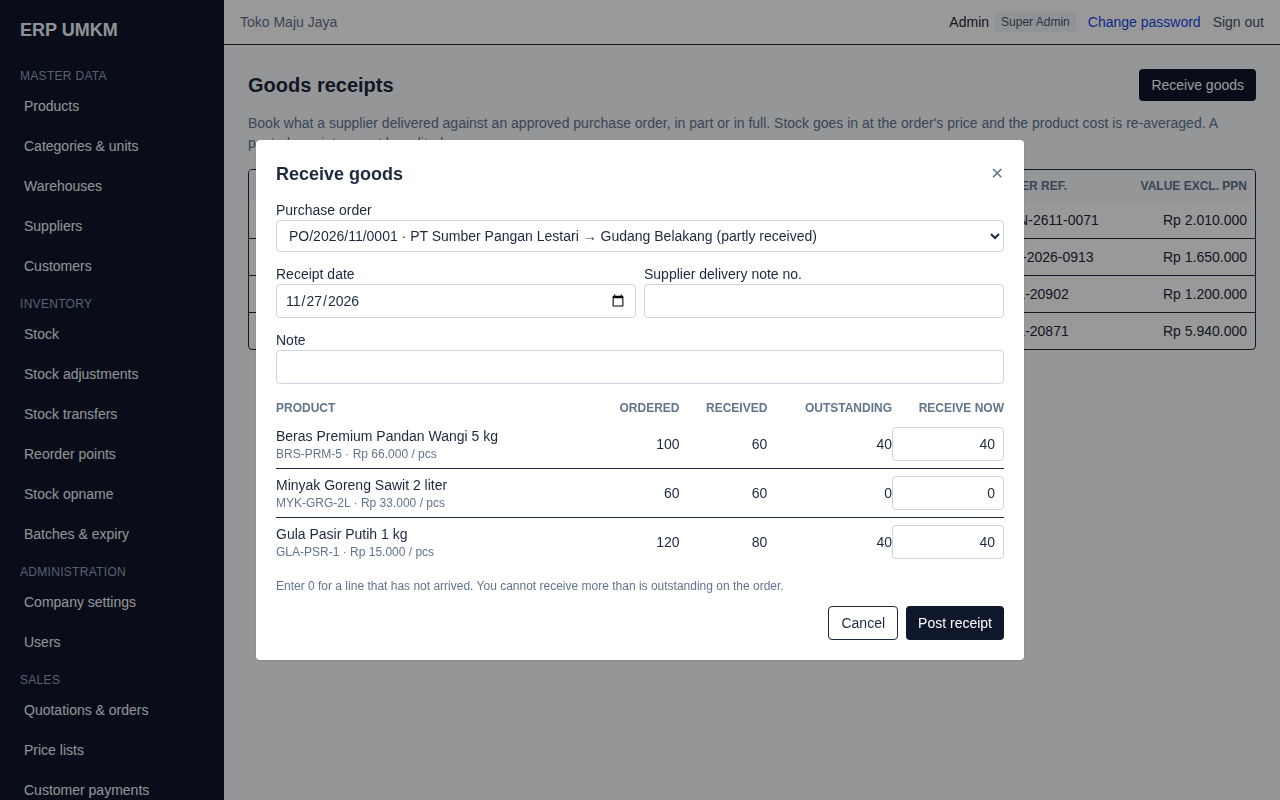 ERP UMKM
MASTER DATA
Products
Categories & units
Warehouses
Suppliers
Customers
INVENTORY
Stock
Stock adjustments
Stock transfers
Reorder points
Stock opname
Batches & expiry
ADMINISTRATION
Company settings
Users
SALES
Quotations & orders
Price lists
Customer payments
Toko Maju Jaya
Admin Super Admin Change password Sign out
Goods receipts
Receive goods
Book what a supplier delivered against an approved purchase order, in part or in full. Stock goes in at the order's price and the product cost is re-averaged. A
REF. VALUE EXCL. PPN
-2611-0071 Rp 2.010.000
-2026-0913 Rp 1.650.000
-20902 Rp 1.200.000
-20871 Rp 5.940.000
Receive goods ×
Purchase order
PO/2026/11/0001 · PT Sumber Pangan Lestari → Gudang Belakang (partly received)
Receipt date Supplier delivery note no.
11/27/2026
Note
PRODUCT ORDERED RECEIVED OUTSTANDING RECEIVE NOW
Beras Premium Pandan Wangi 5 kg 100 60 40 40
BRS-PRM-5 · Rp 66.000 / pcs
Minyak Goreng Sawit 2 liter 60 60 0 0
MYK-GRG-2L · Rp 33.000 / pcs
Gula Pasir Putih 1 kg 120 80 40 40
GLA-PSR-1 · Rp 15.000 / pcs
Enter 0 for a line that has not arrived. You cannot receive more than is outstanding on the order.
Cancel Post receipt